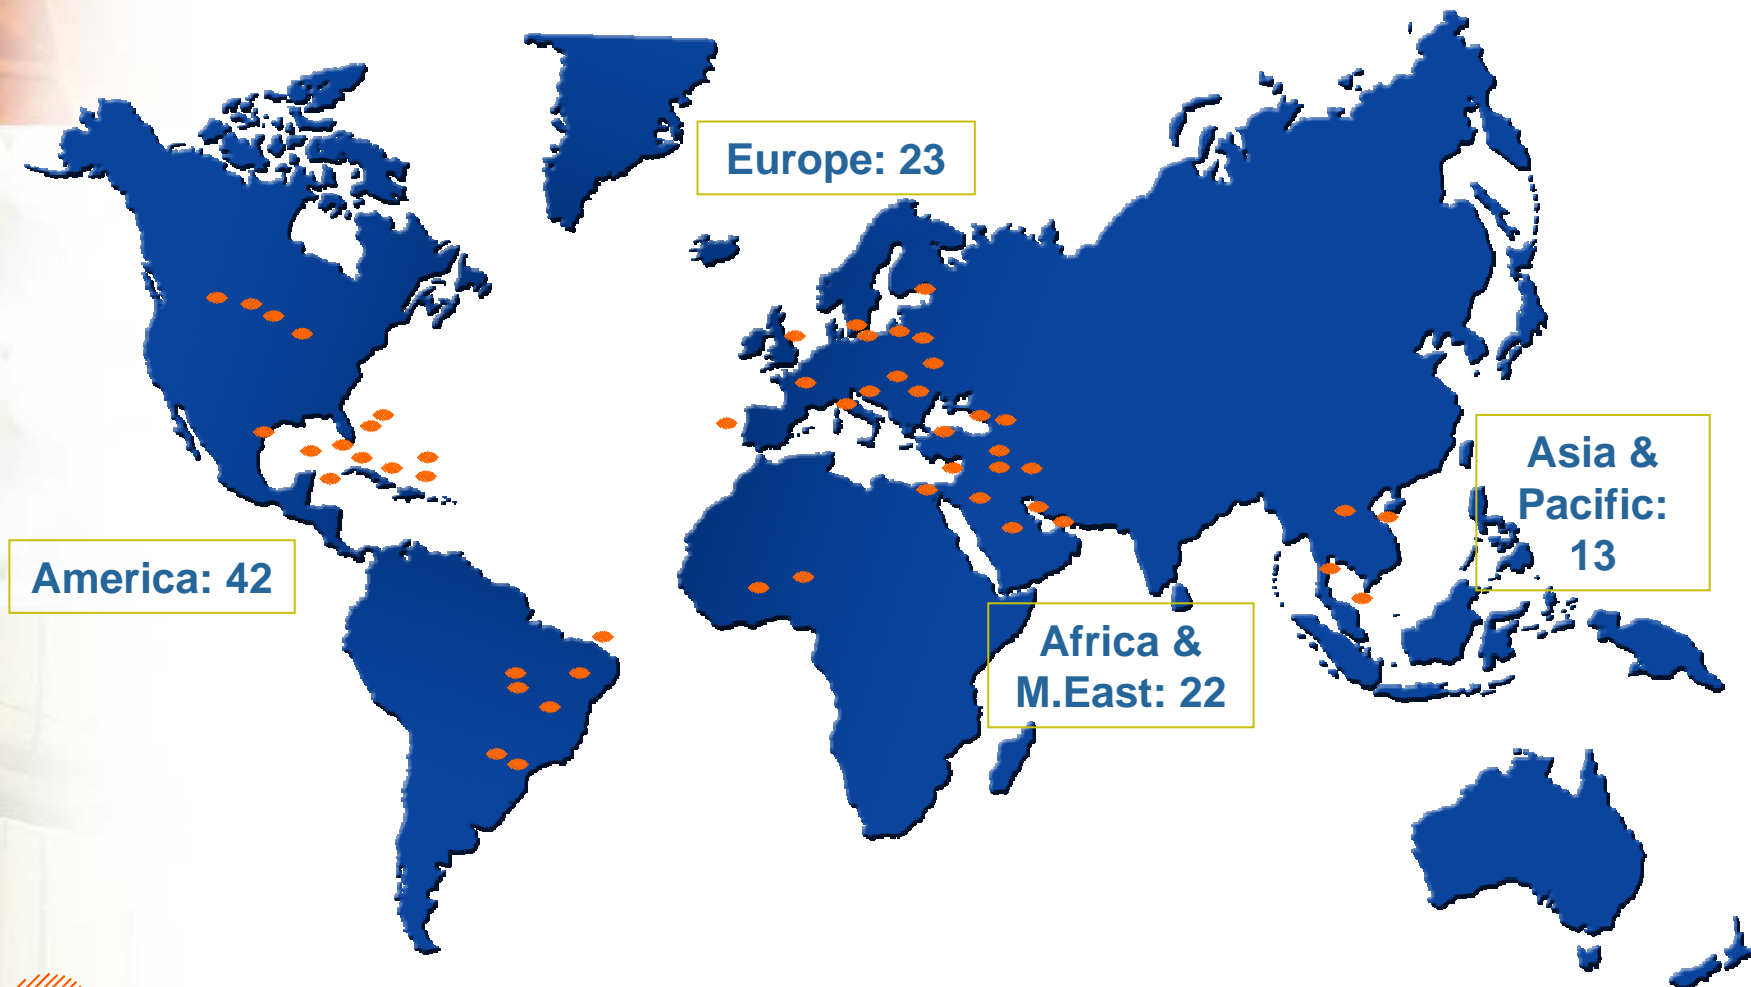 Europe: 23
Asia &
Pacific:
13
America: 42
Africa &
M.East: 22